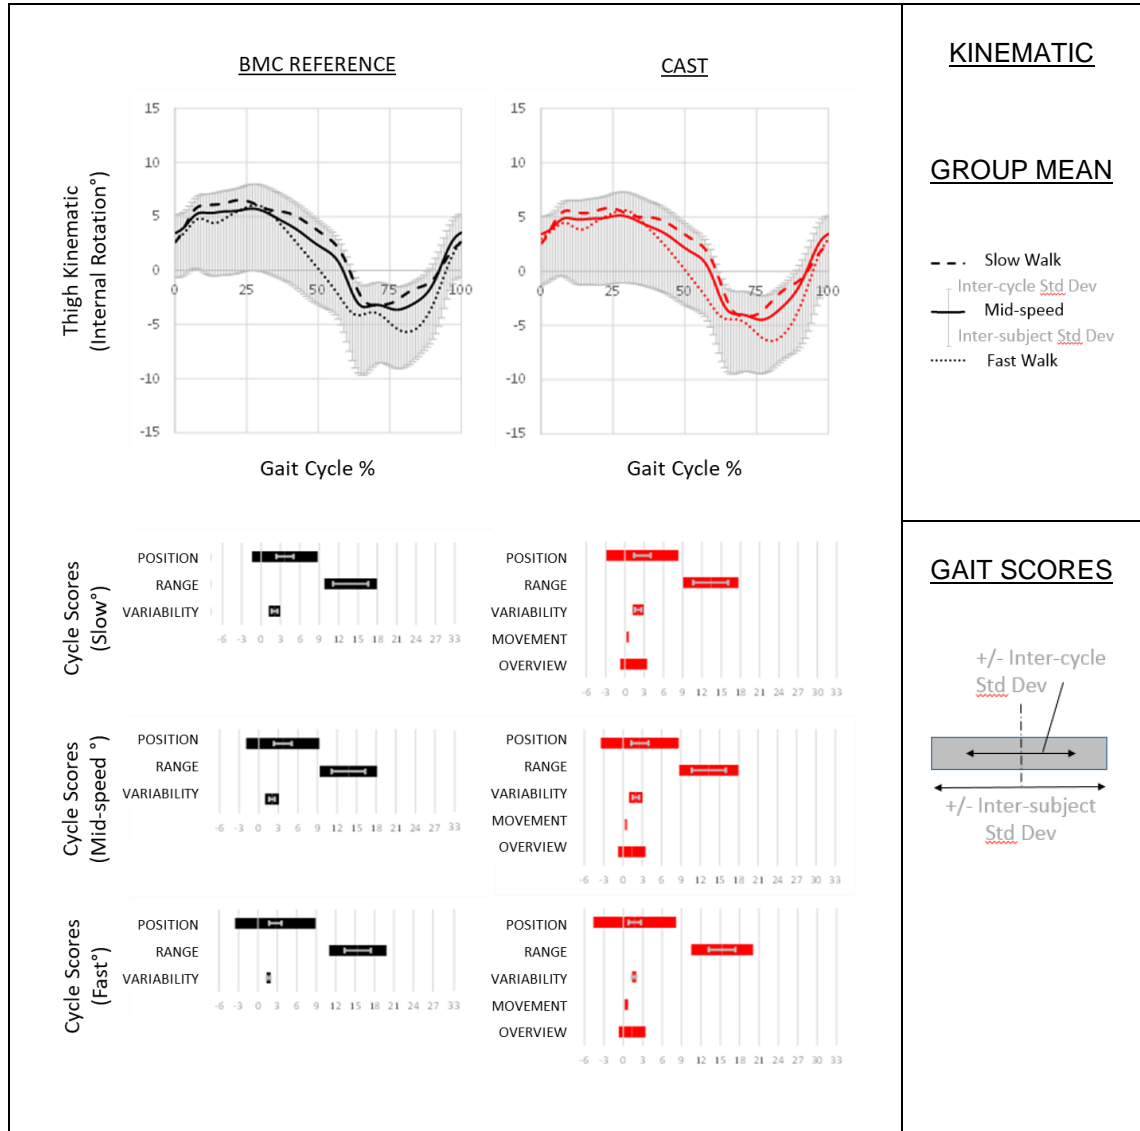 BMC REFERENCE
CAST
KINEMATIC
GROUP MEAN
Thigh Kinematic
(Internal Rotation°)
15
10
5
0
-5
-10
-15
0
25
50
75
100
15
10
5
0
-5
-10
-15
0
25
50
75
100
Gait Cycle %
Gait Cycle %
Slow Walk
Inter-cycle Std Dev
Mid-speed
Inter-subject Std Dev
Fast Walk
GAIT SCORES
+/- Inter-cycle
Std Dev
+/- Inter-subject
Std Dev
Cycle Scores
(Slow°)
POSITION
RANGE
VARIABILITY
-6 -3 0 3 6 9 12 15 18 21 24 27 30 33
POSITION
RANGE
VARIABILITY
MOVEMENT
OVERVIEW
-6 -3 0 3 6 9 12 15 18 21 24 27 30 33
Cycle Scores
(Mid-speed °)
POSITION
RANGE
VARIABILITY
-6 -3 0 3 6 9 12 15 18 21 24 27 30 33
POSITION
RANGE
VARIABILITY
MOVEMENT
OVERVIEW
-6 -3 0 3 6 9 12 15 18 21 24 27 30 33
Cycle Scores
(Fast°)
POSITION
RANGE
VARIABILITY
-6 -3 0 3 6 9 12 15 18 21 24 27 30 33
POSITION
RANGE
VARIABILITY
MOVEMENT
OVERVIEW
-6 -3 0 3 6 9 12 15 18 21 24 27 30 33